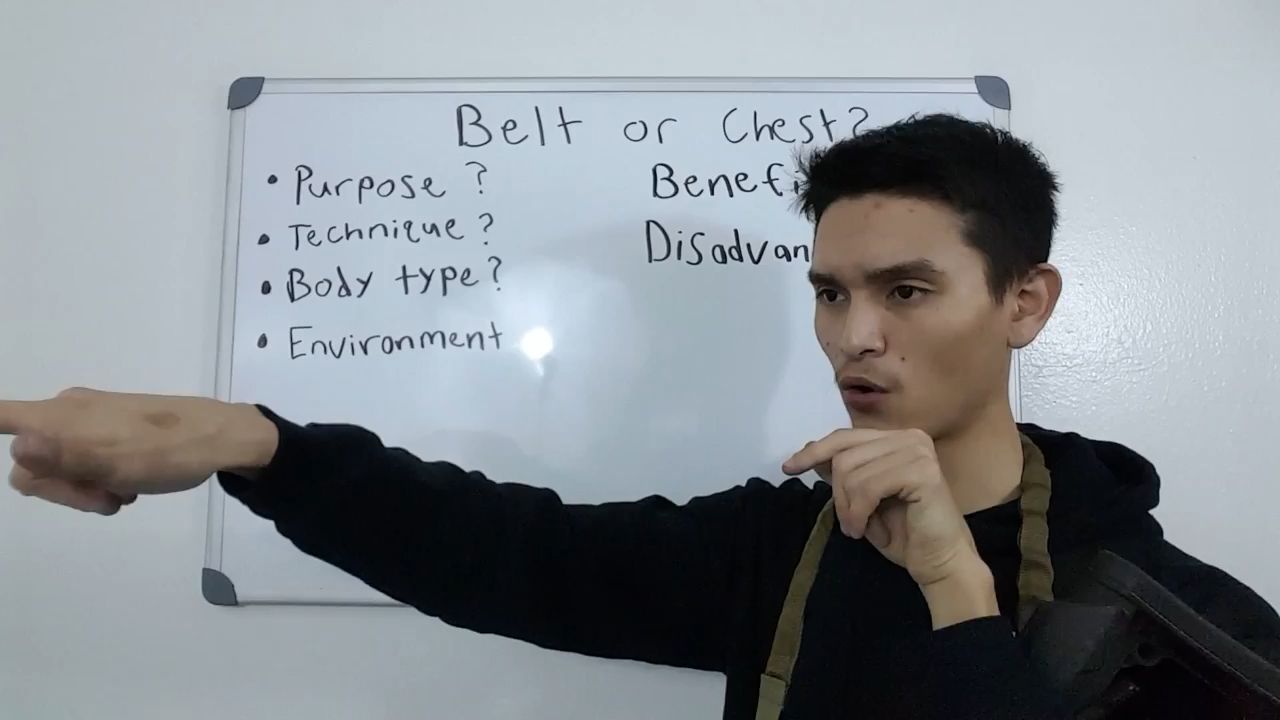 Belt or Chest?
• Purpose ?
• Technique ?
• Body type?
• Environment